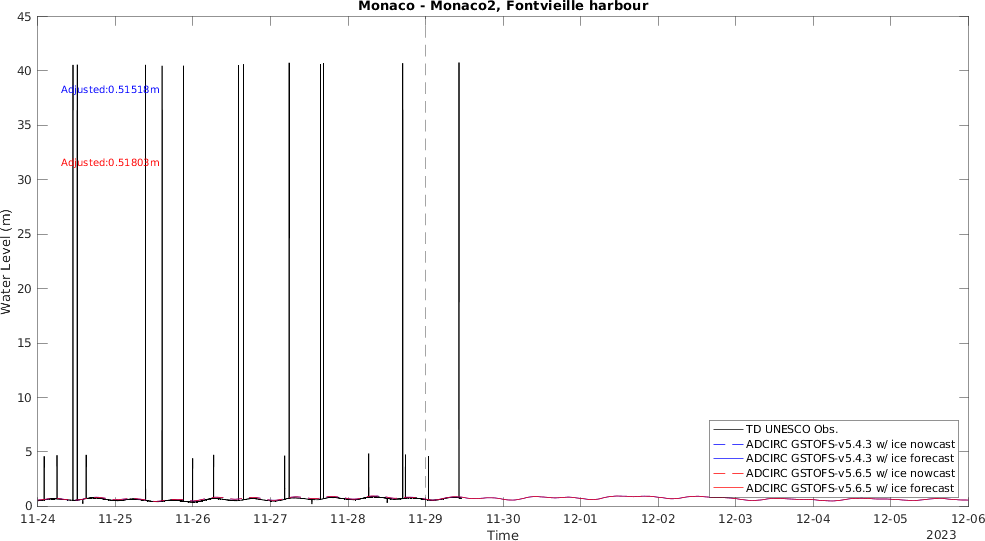 Monaco - Monaco2, Fontvieille harbour
45
40
35
30
25
20
15
10
5
0
Water Level (m)
Adjusted:0.51518m
Adjusted:0.51803m
TD UNESCO Obs.
ADCIRC GSTOFS-v5.4.3 w/ ice nowcast
ADCIRC GSTOFS-v5.4.3 w/ ice forecast
ADCIRC GSTOFS-v5.6.5 w/ ice nowcast
ADCIRC GSTOFS-v5.6.5 w/ ice forecast
11-24 11-25 11-26 11-27 11-28 11-29 11-30 12-01 12-02 12-03 12-04 12-05 12-06
Time
2023